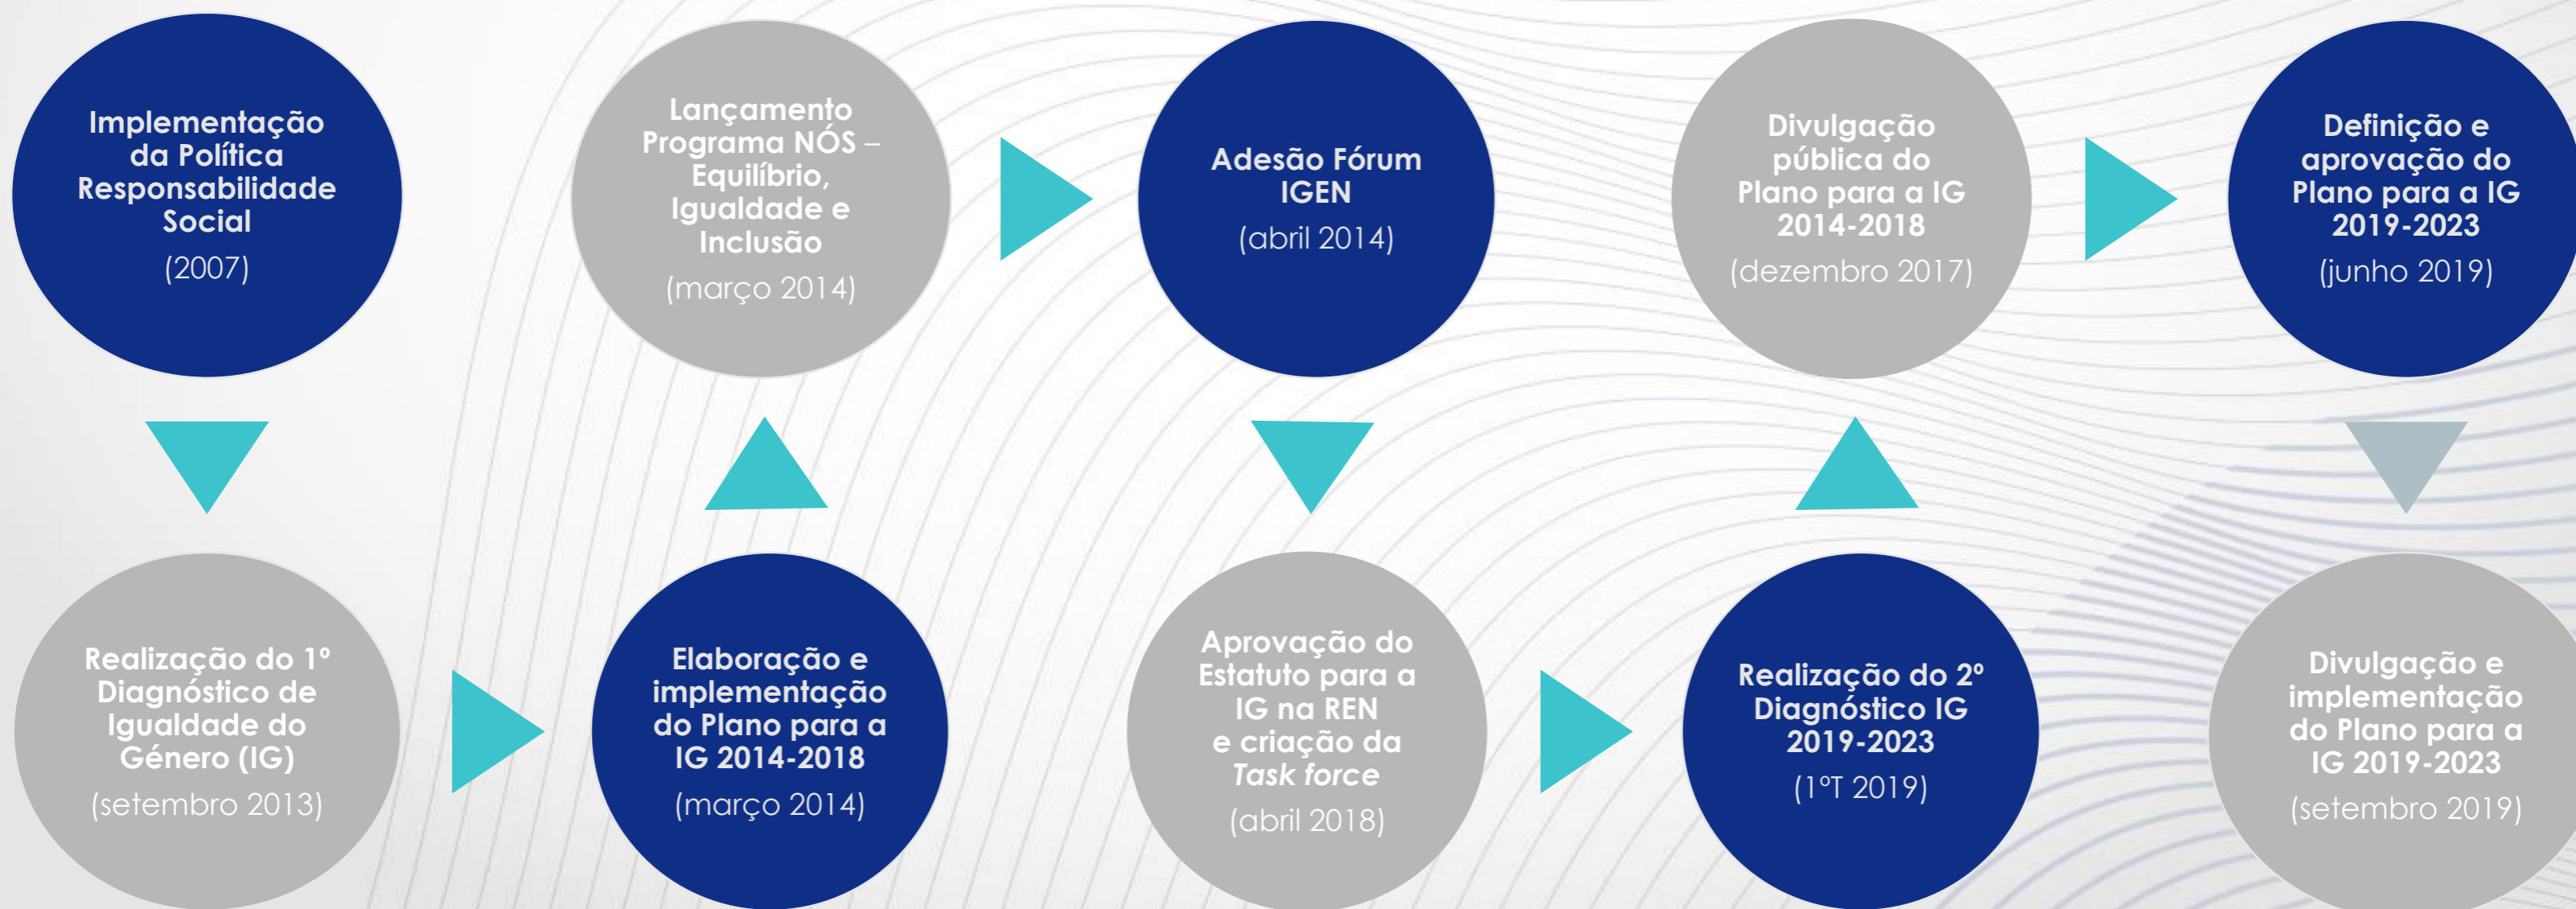 Implementação
da Política
Responsabilidade
Social
(2007)
Realização do 1º
Diagnóstico de
Igualdade do
Género (IG)
(setembro 2013)
Elaboração e
implementação
do Plano para a
IG 2014-2018
(março 2014)
Lançamento
Programa NÓS –
Equilíbrio,
Igualdade e
Inclusão
(março 2014)
Adesão Fórum
IGEN
(abril 2014)
Aprovação do
Estatuto para a
IG na REN
e criação da
Task force
(abril 2018)
Realização do 2º
Diagnóstico IG
2019-2023
(1ºT 2019)
Divulgação
pública do
Plano para a IG
2014-2018
(dezembro 2017)
Definição e
aprovação do
Plano para a IG
2019-2023
(junho 2019)
Divulgação e
implementação
do Plano para a
IG 2019-2023
(setembro 2019)